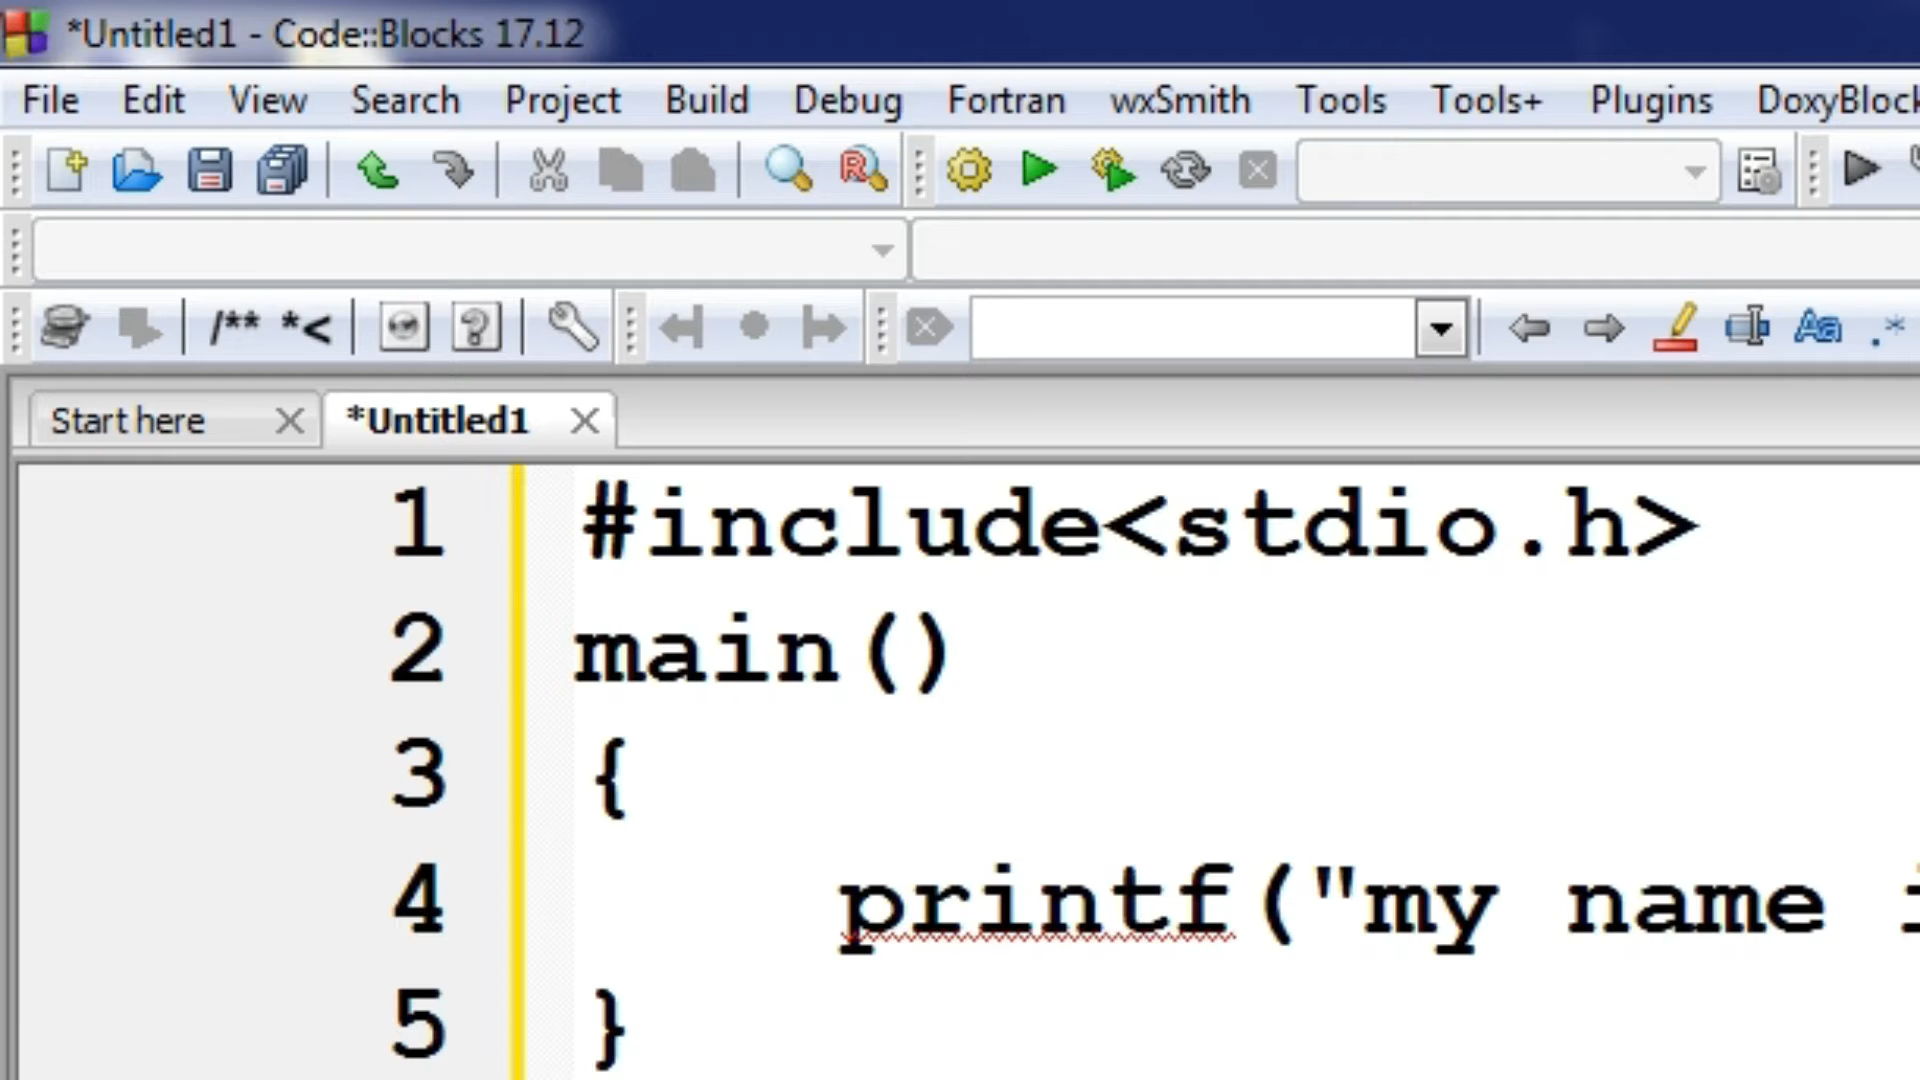 *Untitled1 - Code::Blocks 17.12
File Edit View Search Project Build Debug Fortran wxSmith Tools Tools+ Plugins DoxyBlock
/** *<
Start here *Untitled1
1 #include<stdio.h>
2 main()
3 {
4 printf("my name i
5 }